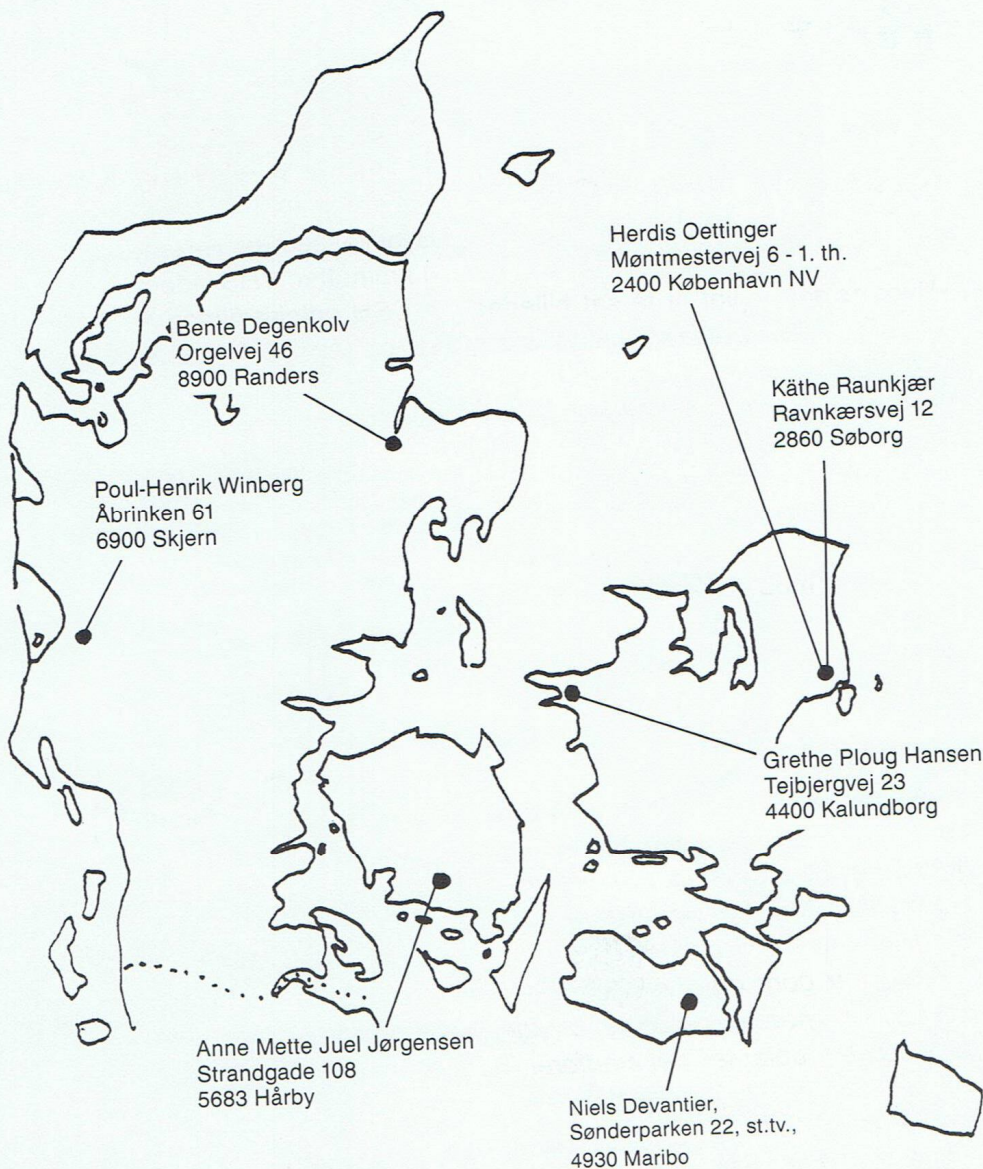 Herdis Oettinger
Møntmestervej 6 - 1. th.
2400 København NV
Bente Degenkolv
Orgelvej 46
8900 Randers
Käthe Raunkjær
Ravnkærsvej 12
2860 Søborg
Poul-Henrik Winberg
Åbrinken 61
6900 Skjern
Grethe Ploug Hansen
Tejbjergvej 23
4400 Kalundborg
Anne Mette Juel Jørgensen
Strandgade 108
5683 Hårby
Niels Devantier,
Sønderparken 22, st.tv.,
4930 Maribo